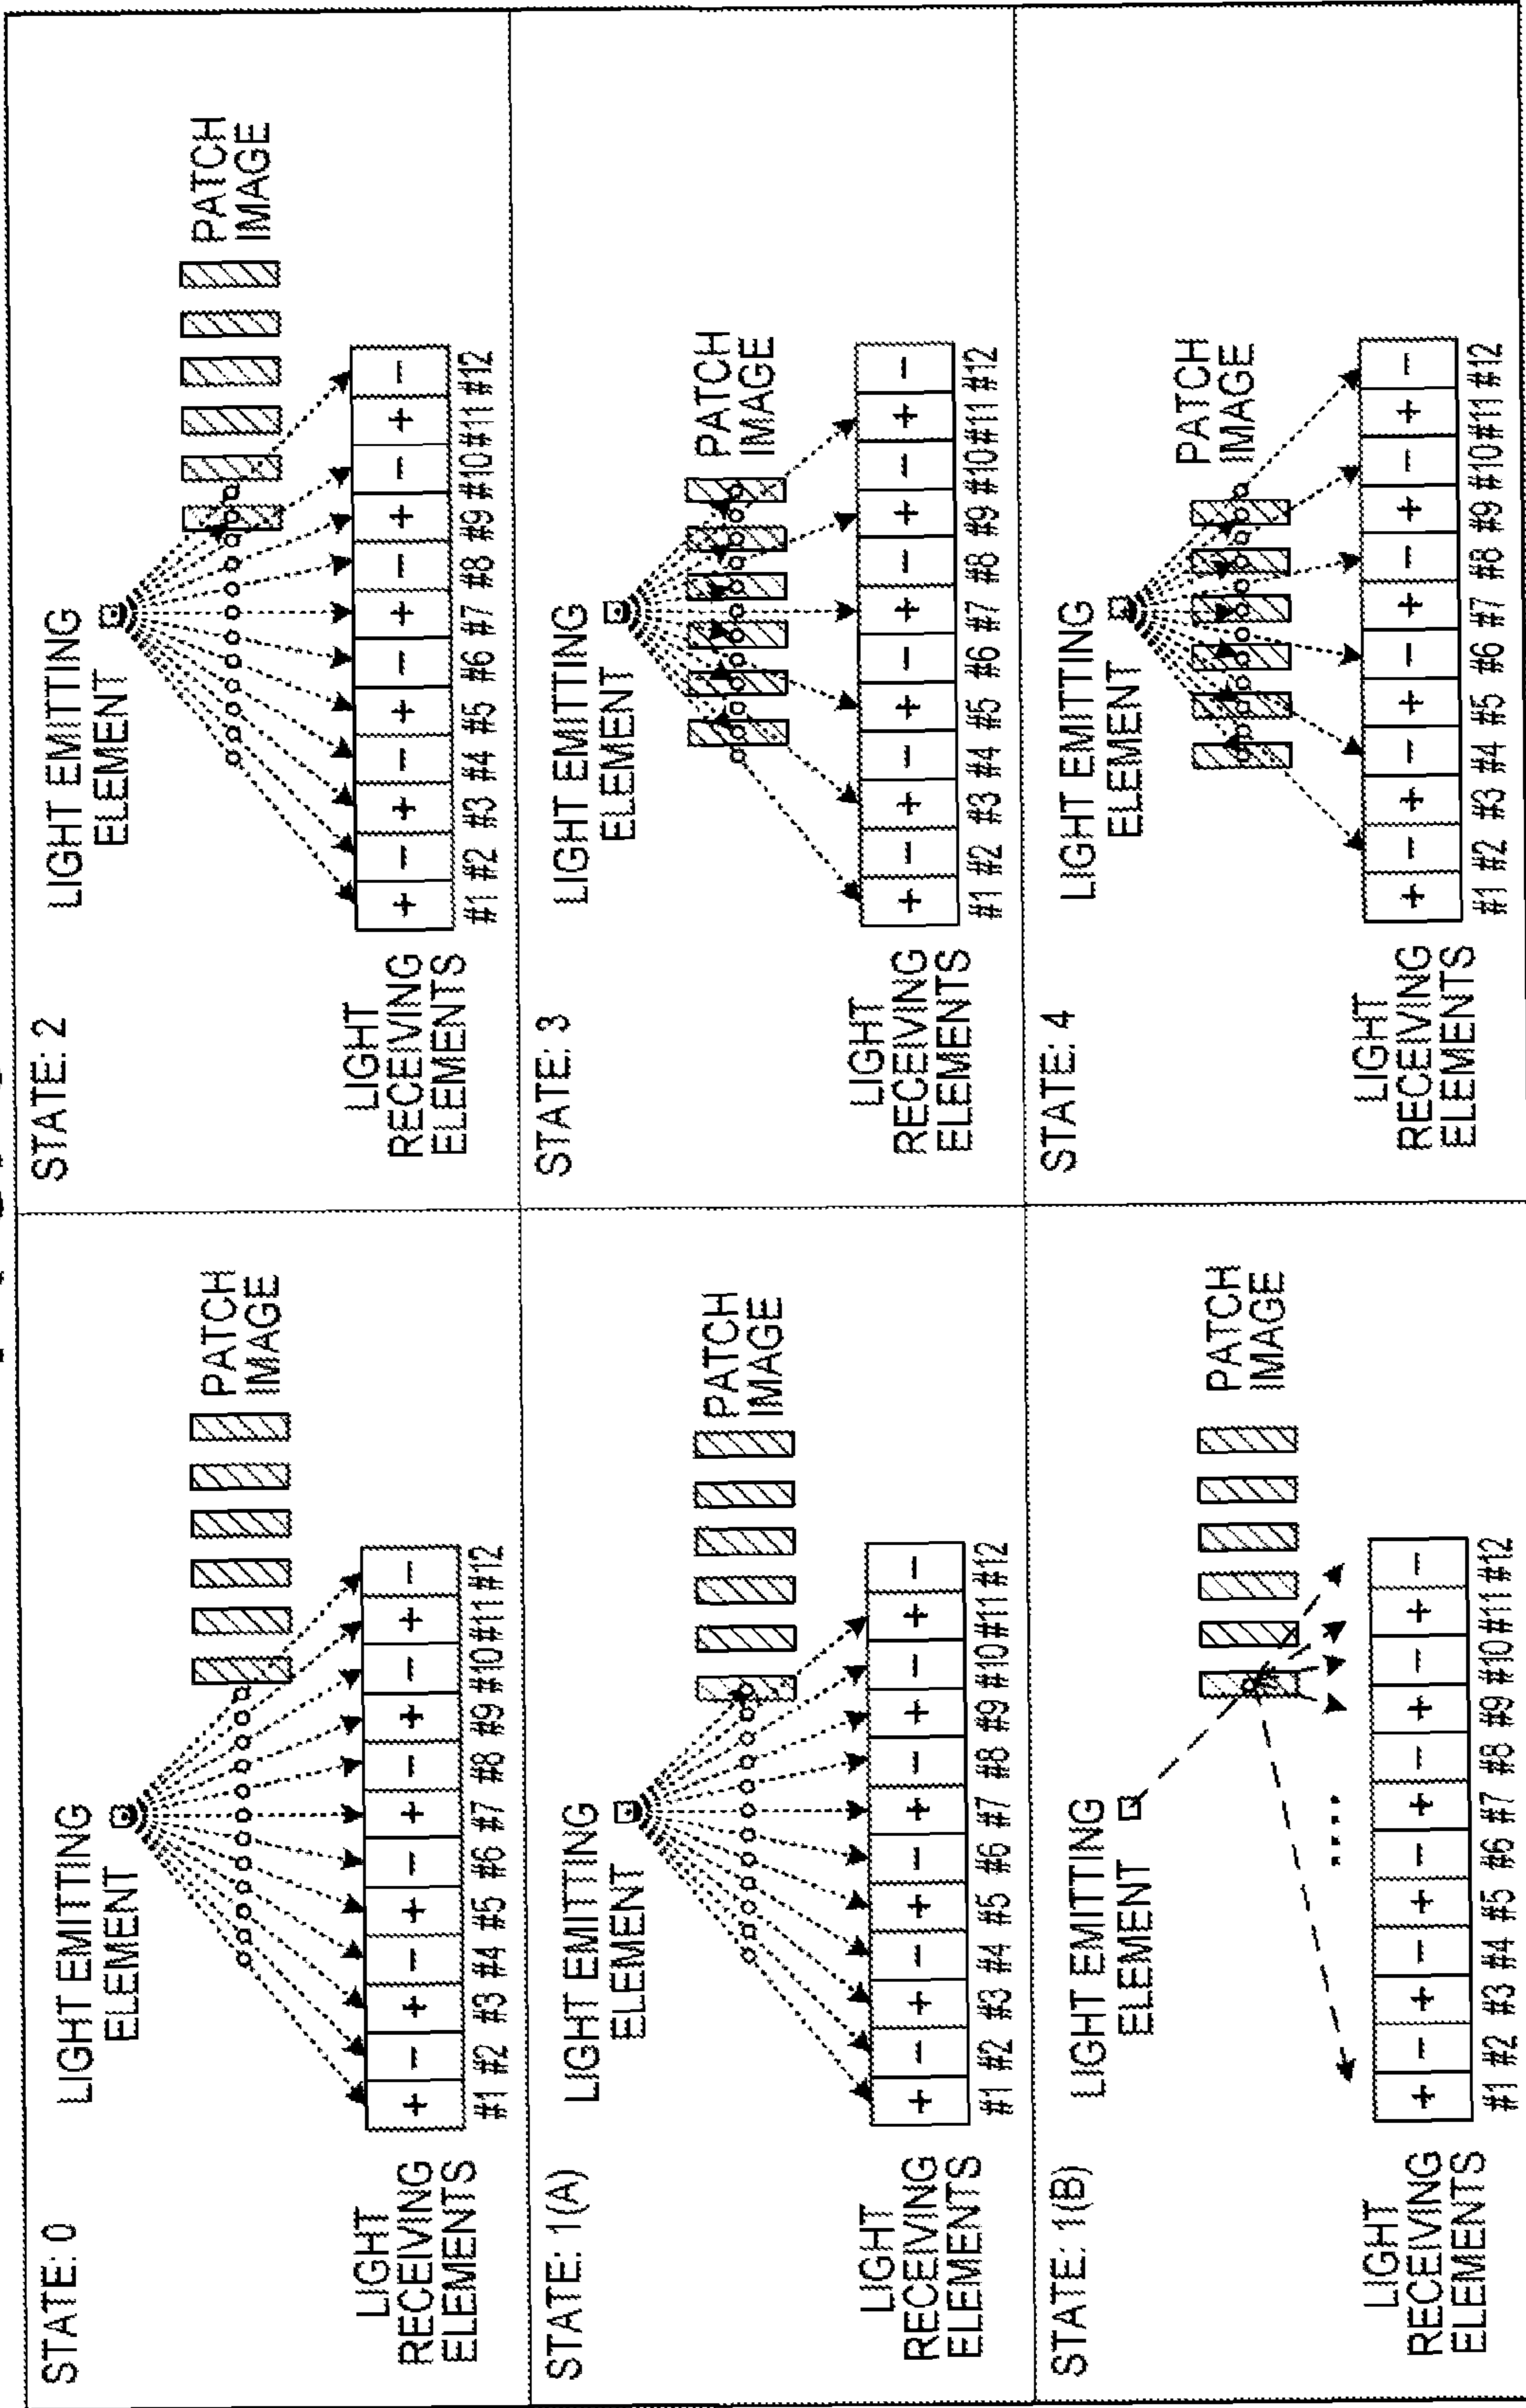 STATE: 0
LIGHT EMITTING
ELEMENT
PATCH
IMAGE
LIGHT
RECEIVING
ELEMENTS
+ − + − + − + − + − + −
#1 #2 #3 #4 #5 #6 #7 #8 #9 #10 #11 #12
STATE: 1(A)
LIGHT EMITTING
ELEMENT
PATCH
IMAGE
LIGHT
RECEIVING
ELEMENTS
+ − + − + − + − + − + −
#1 #2 #3 #4 #5 #6 #7 #8 #9 #10 #11 #12
STATE: 1(B)
LIGHT EMITTING
ELEMENT
PATCH
IMAGE
LIGHT
RECEIVING
ELEMENTS
....
+ − + − + − + − + − + −
#1 #2 #3 #4 #5 #6 #7 #8 #9 #10 #11 #12
STATE: 2
LIGHT EMITTING
ELEMENT
PATCH
IMAGE
LIGHT
RECEIVING
ELEMENTS
+ − + − + − + − + − + −
#1 #2 #3 #4 #5 #6 #7 #8 #9 #10 #11 #12
STATE: 3
LIGHT EMITTING
ELEMENT
PATCH
IMAGE
LIGHT
RECEIVING
ELEMENTS
+ − + − + − + − + − + −
#1 #2 #3 #4 #5 #6 #7 #8 #9 #10 #11 #12
STATE: 4
LIGHT EMITTING
ELEMENT
PATCH
IMAGE
LIGHT
RECEIVING
ELEMENTS
+ − + − + − + − + − + −
#1 #2 #3 #4 #5 #6 #7 #8 #9 #10 #11 #12